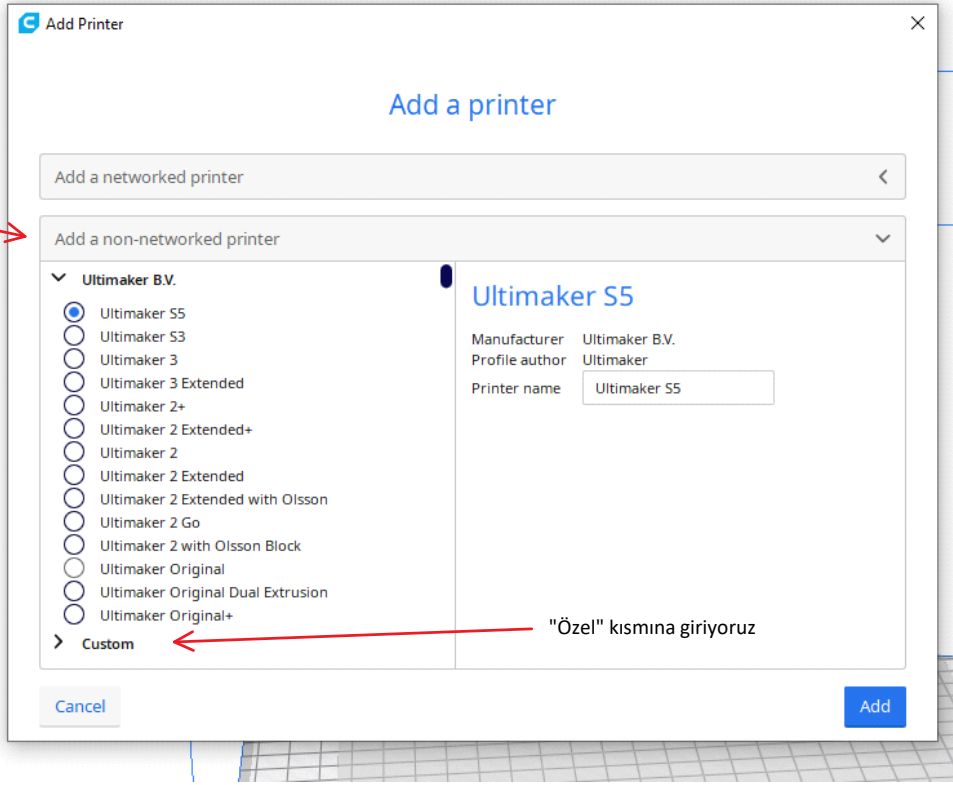 Add Printer
Add a printer
Add a networked printer
Add a non-networked printer
Ultimaker B.V.
Ultimaker S5
Ultimaker S3
Ultimaker 3
Ultimaker 3 Extended
Ultimaker 2+
Ultimaker 2 Extended+
Ultimaker 2
Ultimaker 2 Extended
Ultimaker 2 Extended with Olsson
Ultimaker 2 Go
Ultimaker 2 with Olsson Block
Ultimaker Original
Ultimaker Original Dual Extrusion
Ultimaker Original+
Custom
Ultimaker S5
Manufacturer Ultimaker B.V.
Profile author Ultimaker
Printer name Ultimaker S5
"Özel" kısmına giriyoruz
Cancel
Add